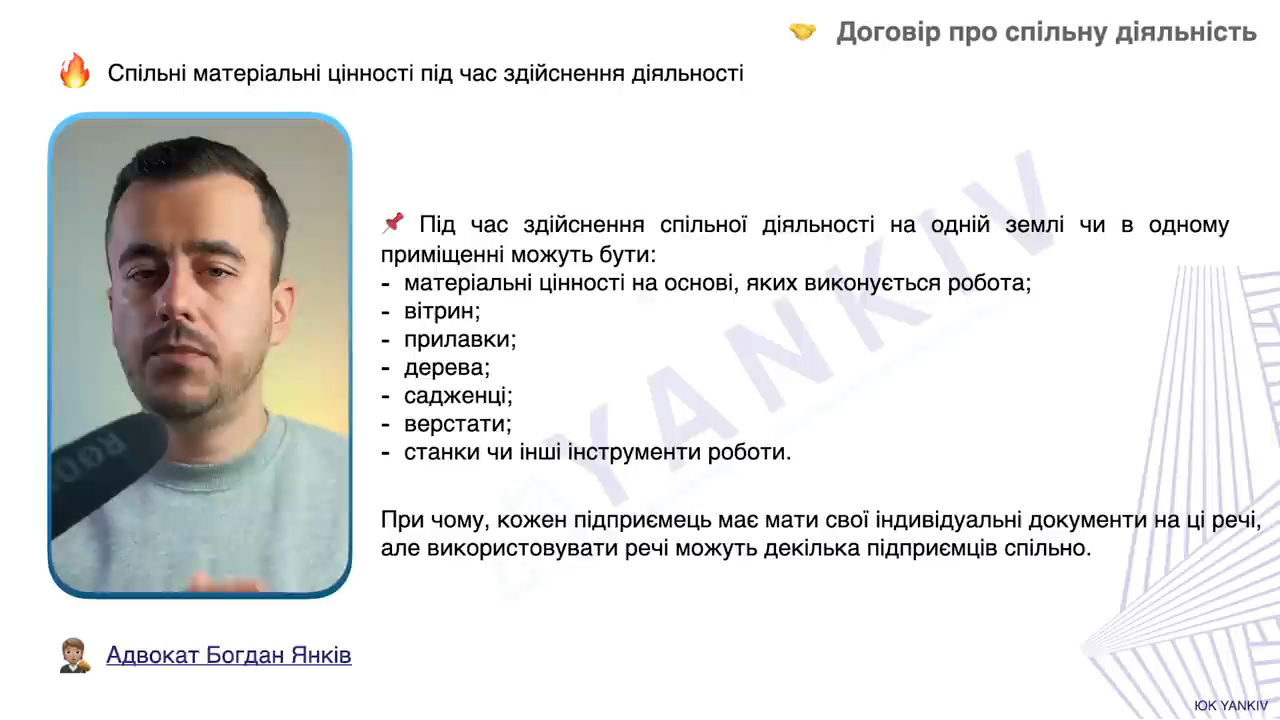 🤝 Договір про спільну діяльність
🔥 Спільні матеріальні цінності під час здійснення діяльності
📌 Під час здійснення спільної діяльності на одній землі чи в одному
приміщенні можуть бути:
- матеріальні цінності на основі, яких виконується робота;
- вітрин;
- прилавки;
- дерева;
- садженці;
- верстати;
- станки чи інші інструменти роботи.
При чому, кожен підприємець має мати свої індивідуальні документи на ці речі,
але використовувати речі можуть декілька підприємців спільно.
YANKIV
RØD
Адвокат Богдан Янків
ЮК YANKIV